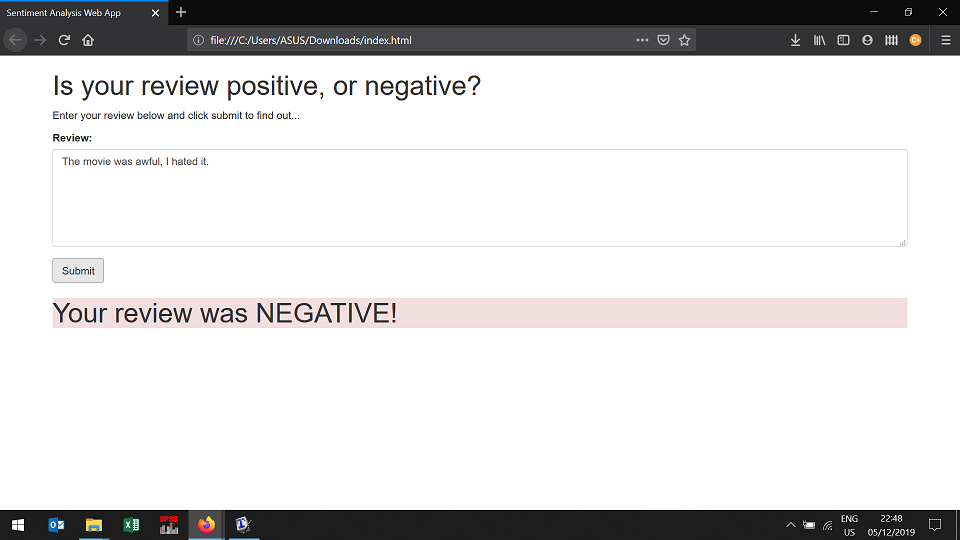 Sentiment Analysis Web App
file:///C:/Users/ASUS/Downloads/index.html
Is your review positive, or negative?
Enter your review below and click submit to find out...
Review:
The movie was awful, I hated it.
Submit
Your review was NEGATIVE!
SPSS
ENG
22:48
US
05/12/2019